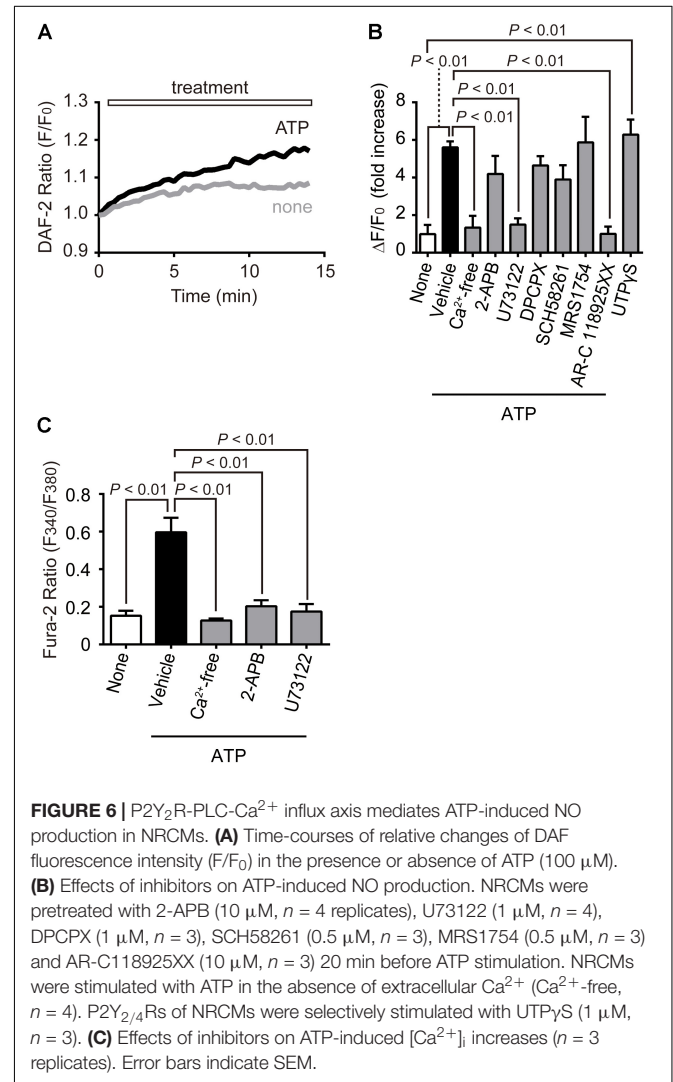 A
treatment
1.3
1.2
1.1
1.0
0.9
DAF-2 Ratio (F/F0)
ATP
none
0
5
10
15
Time (min)
B
P < 0.01
P < 0.01
P < 0.01
P < 0.01
P < 0.01
8
6
4
2
0
ΔF/F0 (fold increase)
None
Vehicle
Ca2+-free
2-APB
U73122
DPCPX
SCH58261
MRS1754
AR-C 118925XX
UTPγS
ATP
C
P < 0.01
P < 0.01
P < 0.01
P < 0.01
0.8
0.6
0.4
0.2
0
Fura-2 Ratio (F340/F380)
None
Vehicle
Ca2+-free
2-APB
U73122
ATP
FIGURE 6 | P2Y2R-PLC-Ca2+ influx axis mediates ATP-induced NO
production in NRCMs. (A) Time-courses of relative changes of DAF
fluorescence intensity (F/F0) in the presence or absence of ATP (100 μM).
(B) Effects of inhibitors on ATP-induced NO production. NRCMs were
pretreated with 2-APB (10 μM, n = 4 replicates), U73122 (1 μM, n = 4),
DPCPX (1 μM, n = 3), SCH58261 (0.5 μM, n = 3), MRS1754 (0.5 μM, n = 3)
and AR-C118925XX (10 μM, n = 3) 20 min before ATP stimulation. NRCMs
were stimulated with ATP in the absence of extracellular Ca2+ (Ca2+-free,
n = 4). P2Y2/4Rs of NRCMs were selectively stimulated with UTPγS (1 μM,
n = 3). (C) Effects of inhibitors on ATP-induced [Ca2+]i increases (n = 3
replicates). Error bars indicate SEM.